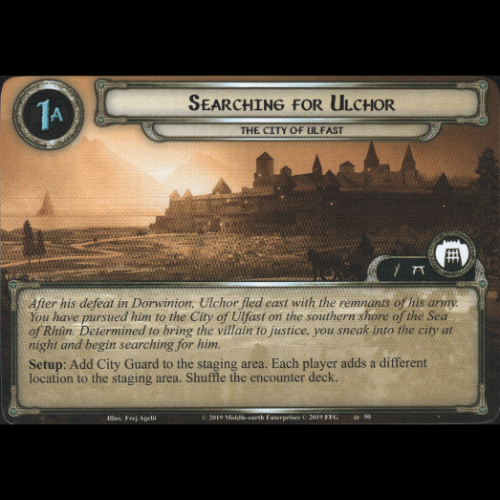 1A
SEARCHING FOR ULCHOR
THE CITY OF ULFAST
After his defeat in Dorwinion, Ulchor fled east with the remnants of his army.
You have pursued him to the City of Ulfast on the southern shore of the Sea
of Rhûn. Determined to bring the villain to justice, you sneak into the city at
night and begin searching for him.
Setup: Add City Guard to the staging area. Each player adds a different
location to the staging area. Shuffle the encounter deck.
Illus. Frej Agelii © 2019 Middle-earth Enterprises © 2019 FFG 50